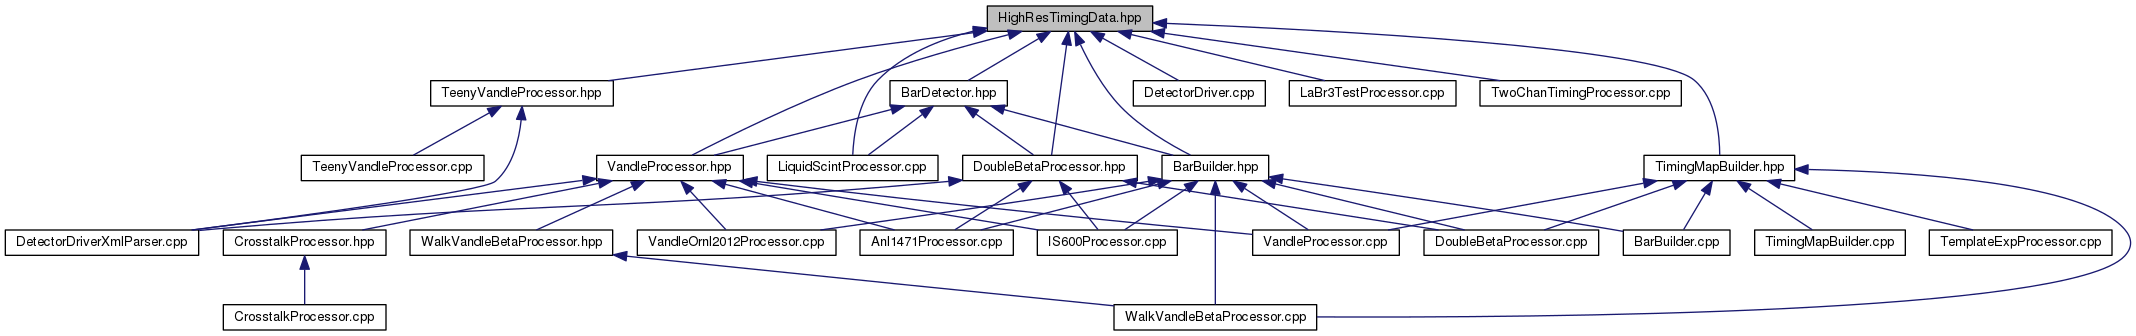 HighResTimingData.hpp
TeenyVandleProcessor.hpp
BarDetector.hpp
DetectorDriver.cpp
LaBr3TestProcessor.cpp
TwoChanTimingProcessor.cpp
TeenyVandleProcessor.cpp
VandleProcessor.hpp
LiquidScintProcessor.cpp
DoubleBetaProcessor.hpp
BarBuilder.hpp
TimingMapBuilder.hpp
DetectorDriverXmlParser.cpp
CrosstalkProcessor.hpp
WalkVandleBetaProcessor.hpp
VandleOrnl2012Processor.cpp
Anl1471Processor.cpp
IS600Processor.cpp
VandleProcessor.cpp
DoubleBetaProcessor.cpp
BarBuilder.cpp
TimingMapBuilder.cpp
TemplateExpProcessor.cpp
CrosstalkProcessor.cpp
WalkVandleBetaProcessor.cpp